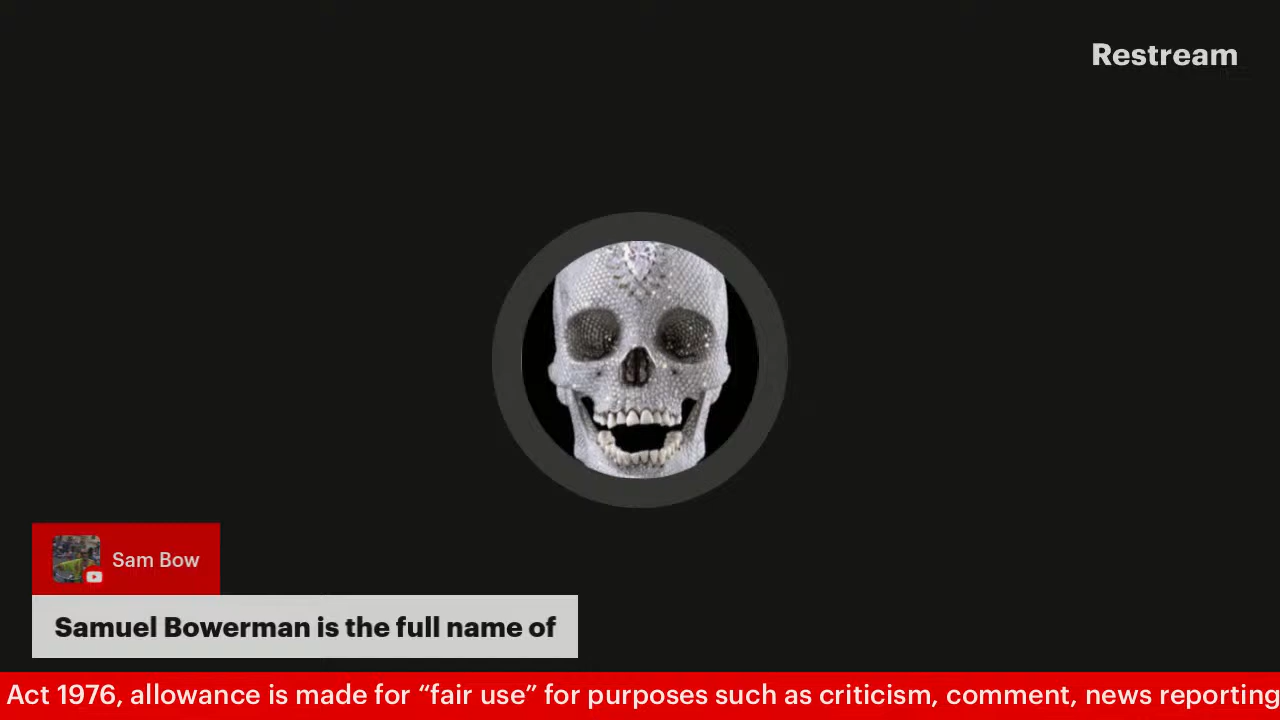 Restream
Sam Bow
Samuel Bowerman is the full name of
Act 1976, allowance is made for “fair use” for purposes such as criticism, comment, news reporting